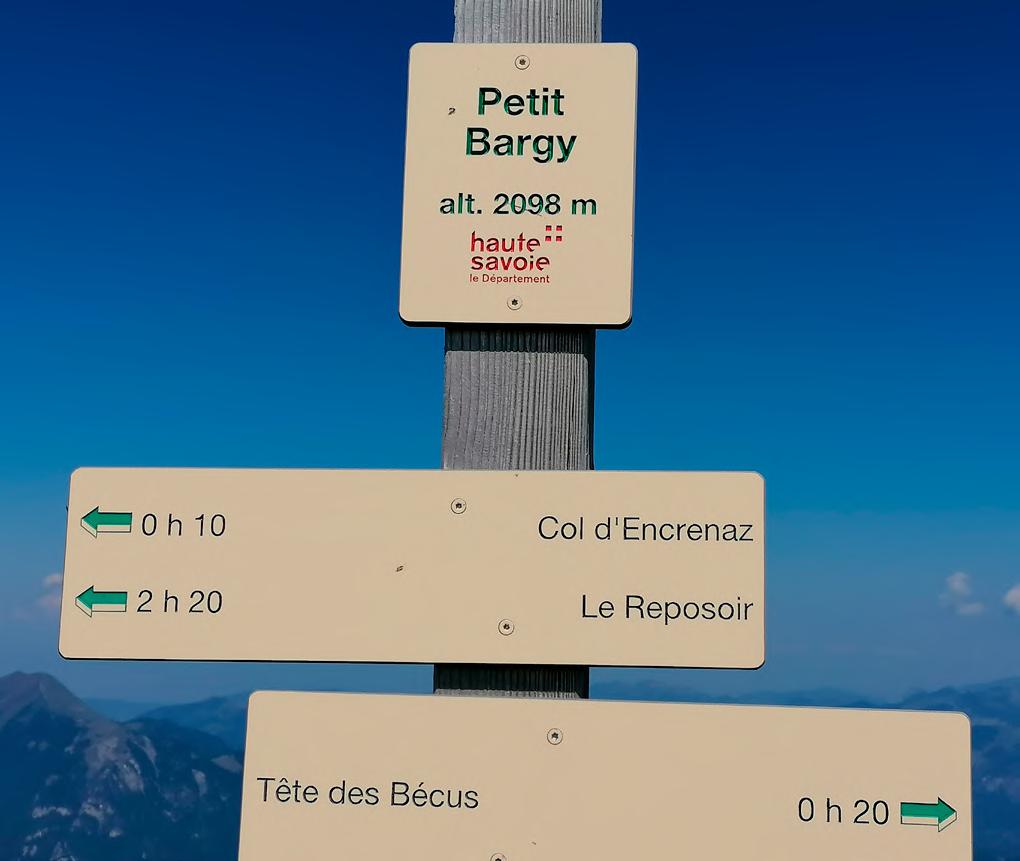 Petit
Bargy
alt. 2098 m
haute
savoie
le Département
0 h 10 Col d'Encrenaz
2 h 20 Le Reposoir
Tête des Bécus 0 h 20